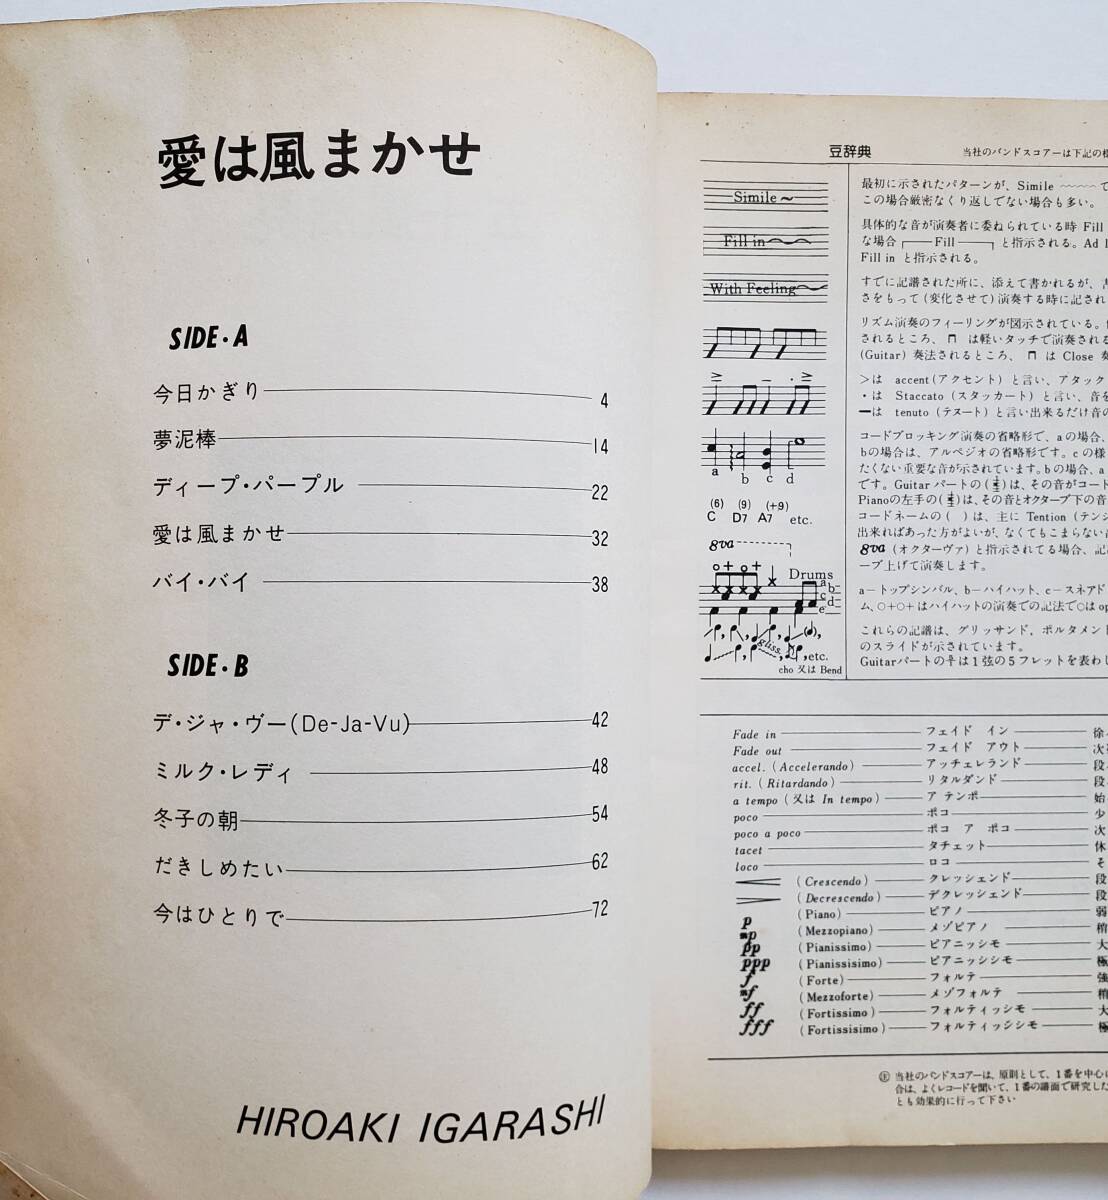 愛は風まかせ
SIDE・A
今日かぎり 4
夢泥棒 14
ディープ・パープル 22
愛は風まかせ 32
バイ・バイ 38
SIDE・B
デ・ジャ・ヴー(De-Ja-Vu) 42
ミルク・レディ 48
冬子の朝 54
だきしめたい 62
今はひとりで 72
HIROAKI IGARASHI
豆辞典 当社のバンドスコアーは下記の様
Simile
最初に示されたパターンが、Simile 〜〜〜で
この場合厳密なくり返しでない場合も多い。
Fill in
具体的な音が演奏者に委ねられている時 Fill
な場合 ┌─Fill─┐ と指示される。Ad l
Fill in と指示される。
With Feeling
すでに記譜された所に、添えて書かれるが、書
さをもって(変化させて)演奏する時に記され
リズム演奏のフィーリングが図示されている。
されるところ、⊓ は軽いタッチで演奏される
(Guitar) 奏法されるところ、⊓ は Close 奏
>は accent(アクセント) と言い、アタック
・は Staccato (スタッカート) と言い、音を
ーは tenuto (テヌート) と言い出来るだけ音の
a b c d
コードブロッキング演奏の省略形で、aの場合、
bの場合は、アルペジオの省略形です。cの様
たくない重要な音が示されています。bの場合、a
です。Guitar パートの( )は、その音がコード
Pianoの左手の( )は、その音とオクターブ下の音
(6) (9) (+9)
C D7 A7 etc.
コードネームの ( ) は、主に Tention (テンシ
出来ればあった方がよいが、なくてもこまらない音
8va
8va (オクターヴァ) と指示されてる場合、記
ーブ上げて演奏します。
Drums
a
b
c
d
e
a−トップシンバル、b−ハイハット、c−スネアド
ム、○+○+はハイハットの演奏での記法で○は op
gliss.
,etc.
cho 又は Bend
これらの記譜は、グリッサンド、ポルタメント
のスライドが示されています。
Guitarパートの は1弦の5フレットを表わし
Fade in フェイド イン 徐々
Fade out フェイド アウト 次
accel. (Accelerando) アッチェレランド 段
rit. (Ritardando) リタルダンド 段
a tempo (又は In tempo) ア テンポ 始
poco ポコ 少
poco a poco ポコ ア ポコ 次
tacet タチェット 休
loco ロコ そ
(Crescendo) クレッシェンド 段
(Decrescendo) デクレッシェンド 段
p (Piano) ピアノ 弱
mp (Mezzopiano) メゾピアノ 稍
pp (Pianissimo) ピアニッシモ 大
ppp (Pianissisimo) ピアニッシシモ 極
f (Forte) フォルテ 強
mf (Mezzoforte) メゾフォルテ 稍
ff (Fortissimo) フォルティッシモ 大
fff (Fortissisimo) フォルティッシシモ 極
㊟ 当社のバンドスコアーは、原則として、1番を中心に
合は、よくレコードを聞いて、1番の譜面で研究した
とも効果的に行って下さい